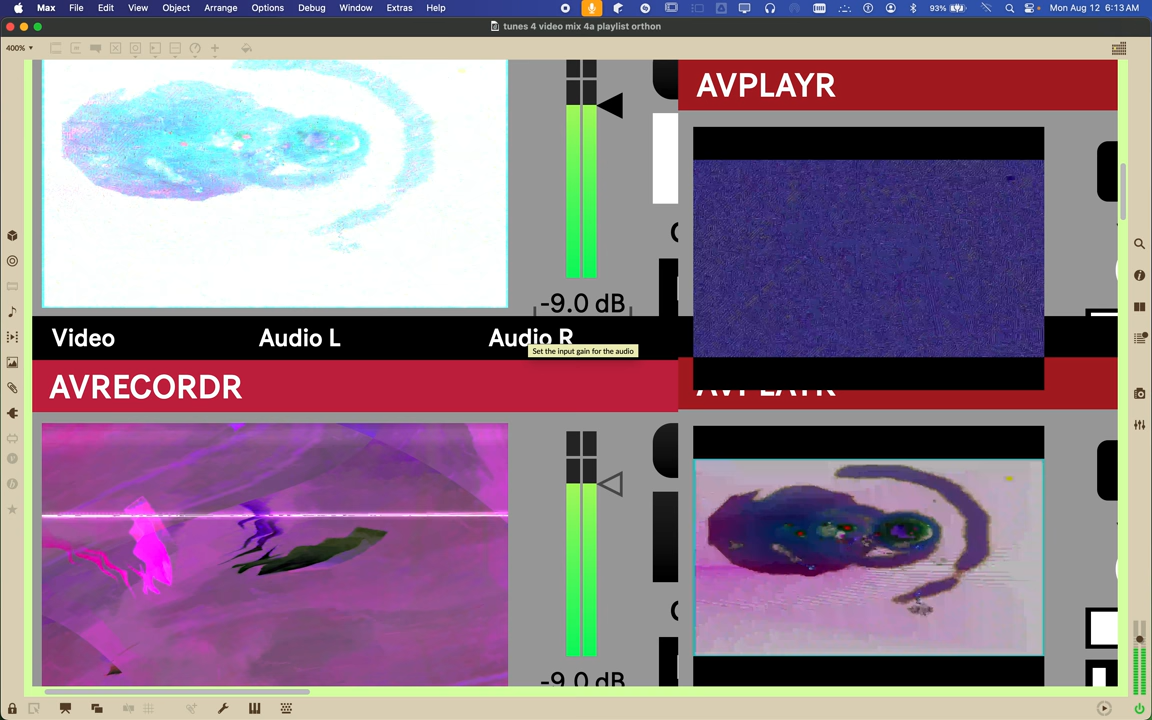 Max File Edit View Object Arrange Options Debug Window Extras Help 93% Mon Aug 12 6:13 AM
tunes 4 video mix 4a playlist orthon
400%
AVPLAYR
-9.0 dB
Video Audio L Audio R
Set the input gain for the audio
AVRECORDR
AVPLAYR
-9.0 dB